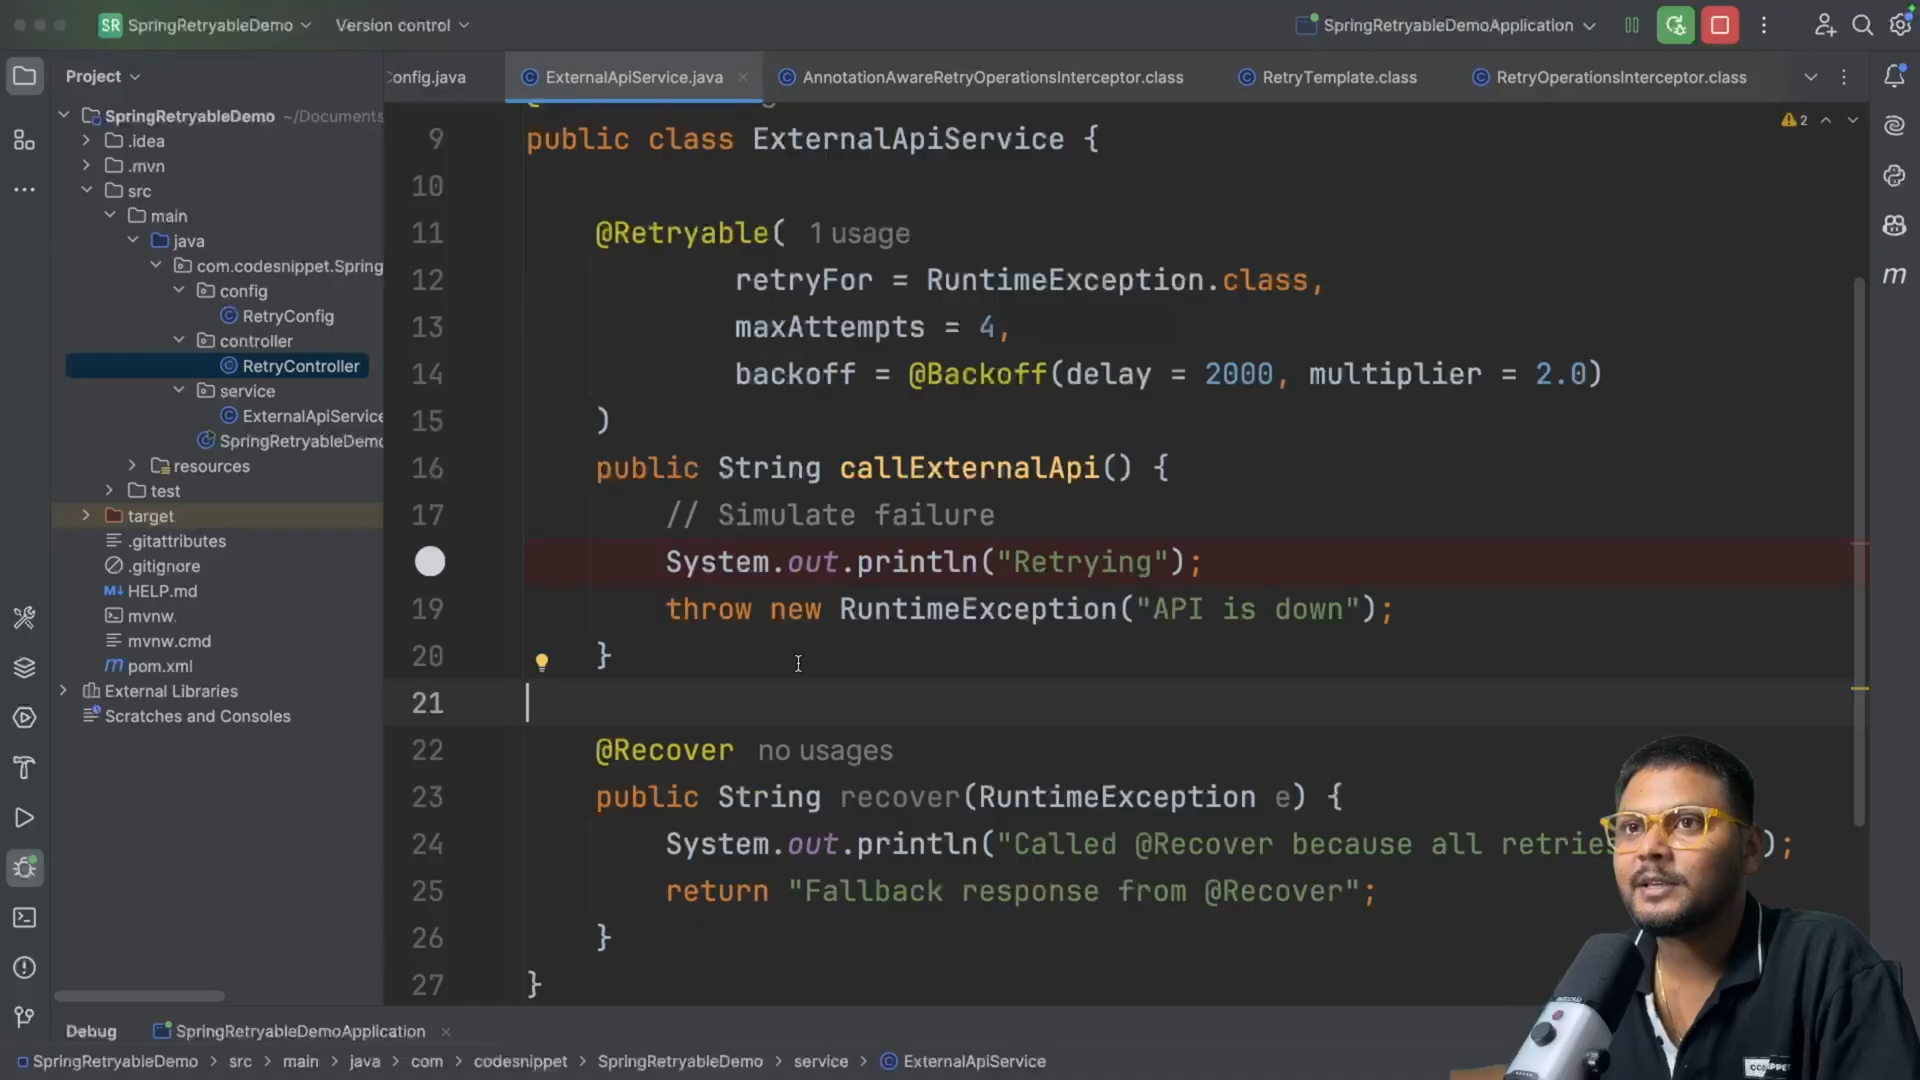 SR SpringRetryableDemo Version control SpringRetryableDemoApplication
Project
onfig.java ExternalApiService.java AnnotationAwareRetryOperationsInterceptor.class RetryTemplate.class RetryOperationsInterceptor.class
SpringRetryableDemo ~/Documents
.idea
.mvn
src
main
java
com.codesnippet.Spring
config
RetryConfig
controller
RetryController
service
ExternalApiService
SpringRetryableDemo
resources
test
target
.gitattributes
.gitignore
HELP.md
mvnw
mvnw.cmd
pom.xml
External Libraries
Scratches and Consoles
2
9 public class ExternalApiService {
10
11 @Retryable( 1 usage
12 retryFor = RuntimeException.class,
13 maxAttempts = 4,
14 backoff = @Backoff(delay = 2000, multiplier = 2.0)
15 )
16 public String callExternalApi() {
17 // Simulate failure
System.out.println("Retrying");
19 throw new RuntimeException("API is down");
20 }
21
22 @Recover no usages
23 public String recover(RuntimeException e) {
24 System.out.println("Called @Recover because all retries );
25 return "Fallback response from @Recover";
26 }
27 }
Debug SpringRetryableDemoApplication
SpringRetryableDemo > src > main > java > com > codesnippet > SpringRetryableDemo > service > ExternalApiService